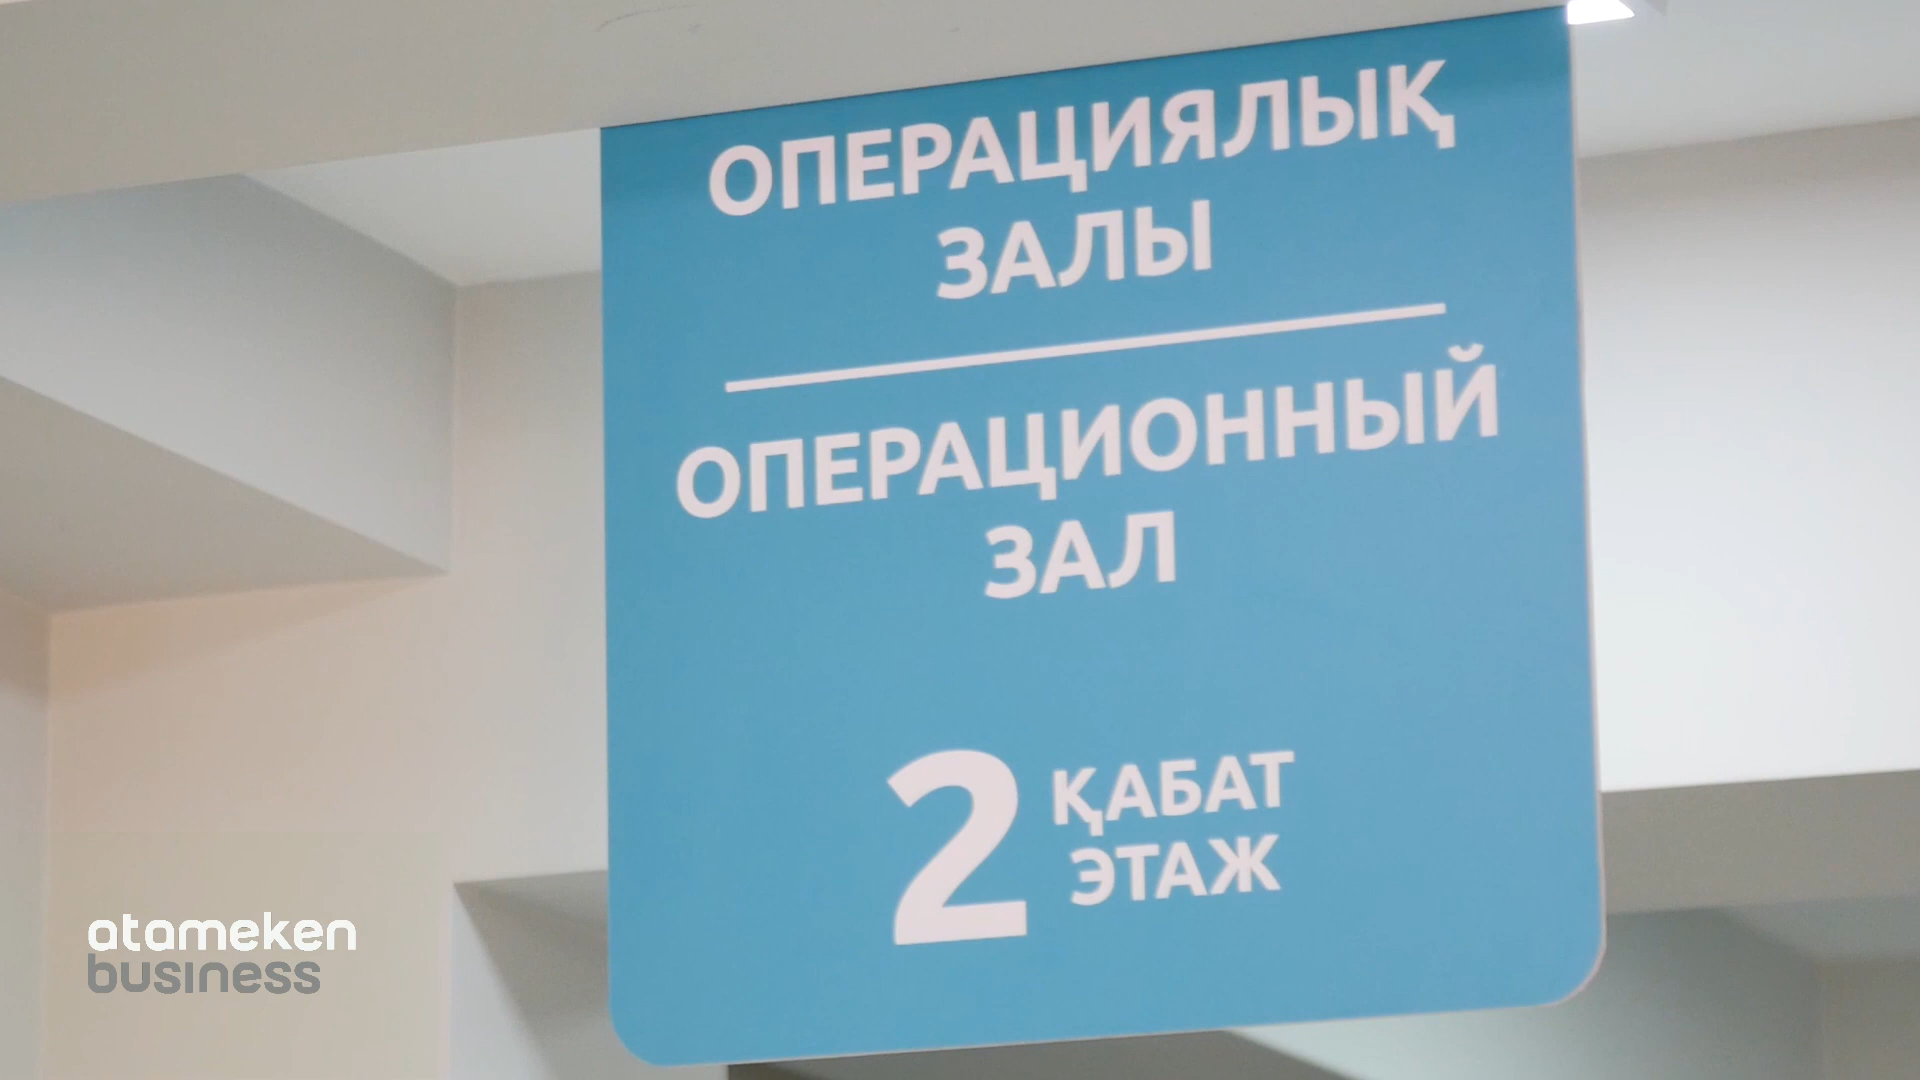 ОПЕРАЦИЯЛЫҚ
ЗАЛЫ
ОПЕРАЦИОННЫЙ
ЗАЛ
2 ҚАБАТ
ЭТАЖ
atameken
business